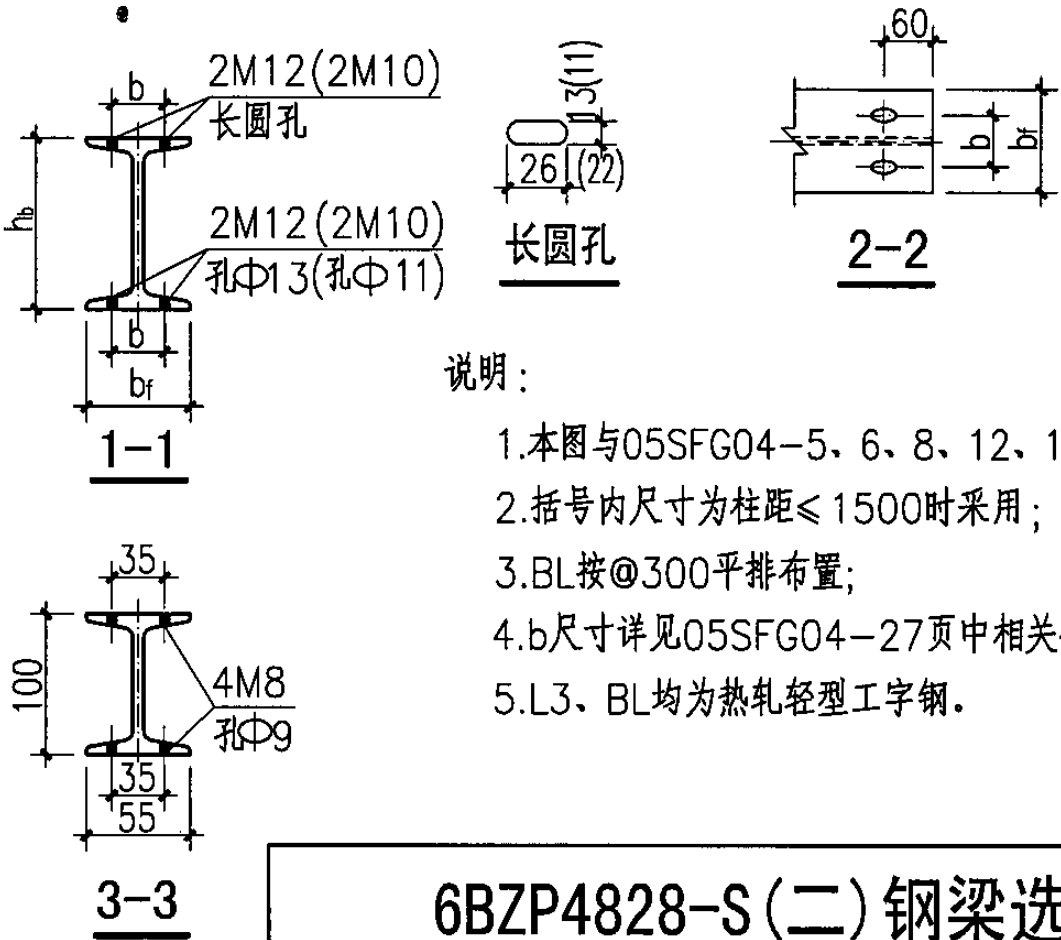 b
2M12(2M10)
长圆孔
hb
2M12(2M10)
孔Φ13(孔Φ11)
b
bf
1-1
13(11)
26 (22)
长圆孔
60
b
bf
2-2
说明:
1.本图与05SFG04-5、6、8、12、1
2.括号内尺寸为柱距≤1500时采用;
3.BL按@300平排布置;
4.b尺寸详见05SFG04-27页中相关
5.L3、BL均为热轧轻型工字钢。
35
100
4M8
孔Φ9
35
55
3-3
6BZP4828-S(二)钢梁选